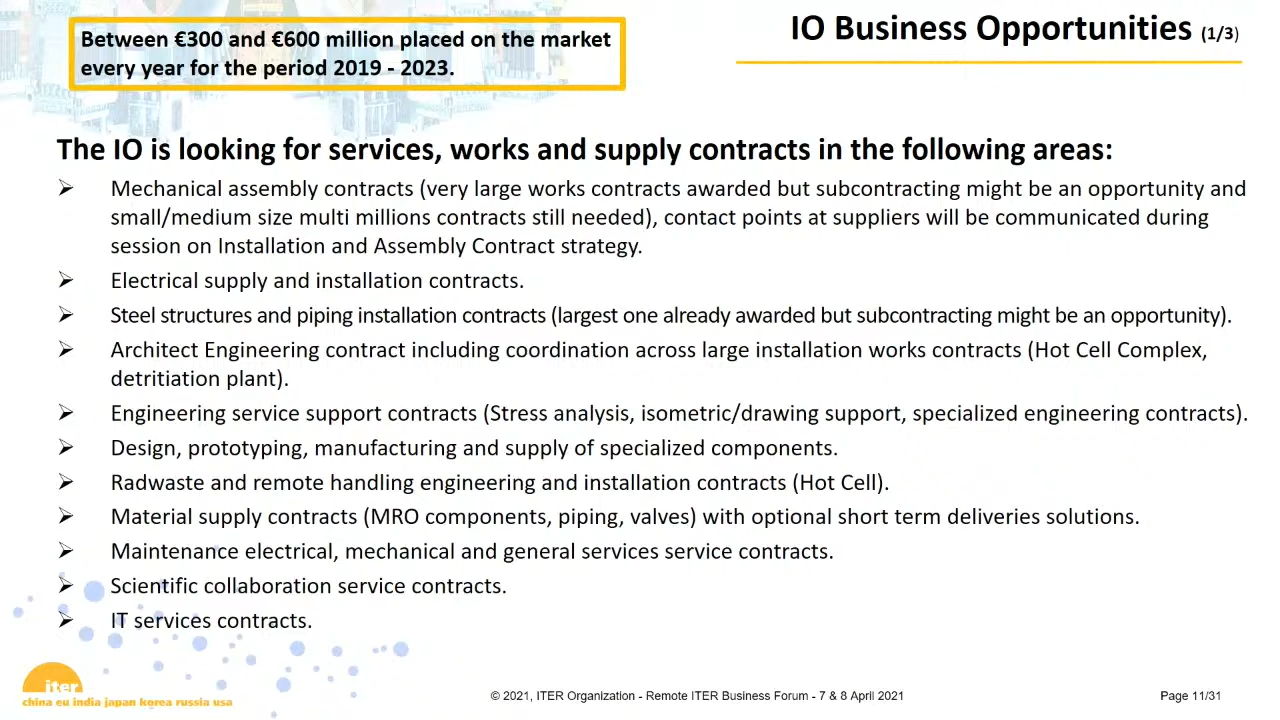 Between €300 and €600 million placed on the market
every year for the period 2019 - 2023.
IO Business Opportunities (1/3)
The IO is looking for services, works and supply contracts in the following areas:
➢ Mechanical assembly contracts (very large works contracts awarded but subcontracting might be an opportunity and
small/medium size multi millions contracts still needed), contact points at suppliers will be communicated during
session on Installation and Assembly Contract strategy.
➢ Electrical supply and installation contracts.
➢ Steel structures and piping installation contracts (largest one already awarded but subcontracting might be an opportunity).
➢ Architect Engineering contract including coordination across large installation works contracts (Hot Cell Complex,
detritiation plant).
➢ Engineering service support contracts (Stress analysis, isometric/drawing support, specialized engineering contracts).
➢ Design, prototyping, manufacturing and supply of specialized components.
➢ Radwaste and remote handling engineering and installation contracts (Hot Cell).
➢ Material supply contracts (MRO components, piping, valves) with optional short term deliveries solutions.
➢ Maintenance electrical, mechanical and general services service contracts.
➢ Scientific collaboration service contracts.
➢ IT services contracts.
iter
china eu india japan korea russia usa
© 2021, ITER Organization - Remote ITER Business Forum - 7 & 8 April 2021
Page 11/31